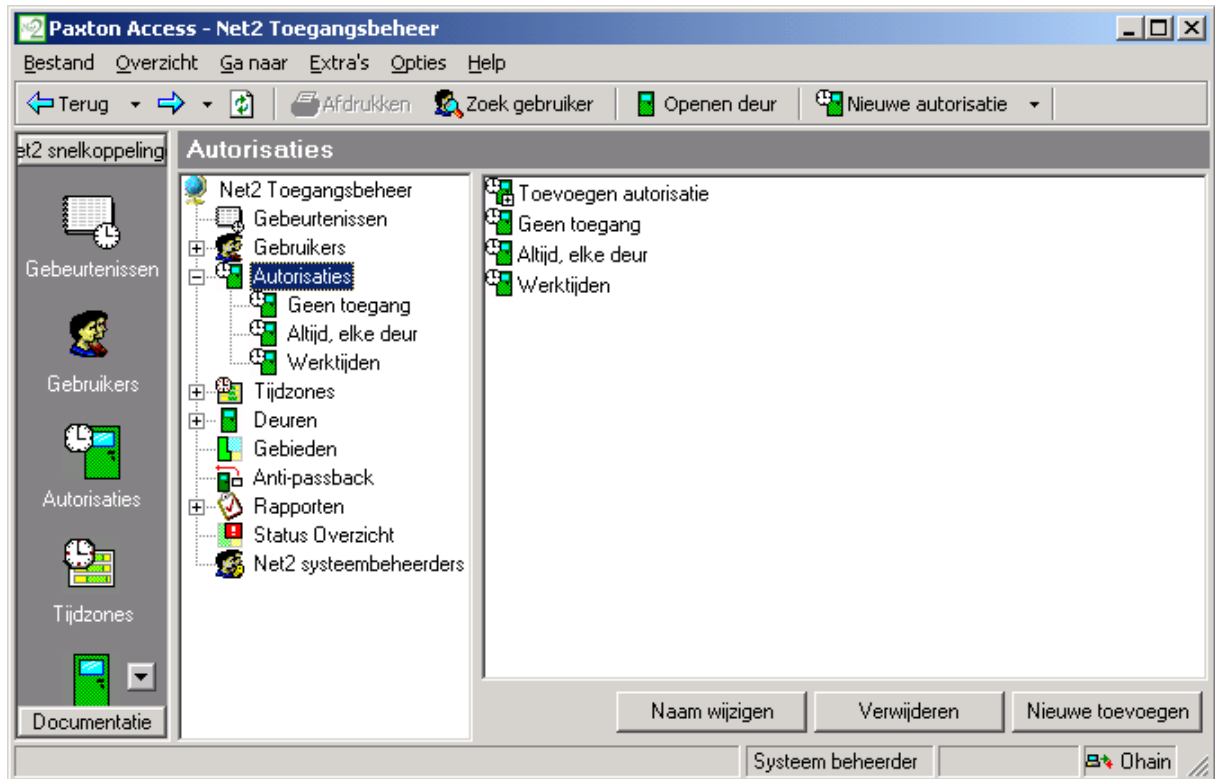 Paxton Access - Net2 Toegangsbeheer
Bestand Overzicht Ga naar Extra's Opties Help
Terug Afdrukken Zoek gebruiker Openen deur Nieuwe autorisatie
et2 snelkoppeling
Autorisaties
Gebeurtenissen
Gebruikers
Autorisaties
Tijdzones
Documentatie
Net2 Toegangsbeheer
Gebeurtenissen
Gebruikers
Autorisaties
Geen toegang
Altijd, elke deur
Werktijden
Tijdzones
Deuren
Gebieden
Anti-passback
Rapporten
Status Overzicht
Net2 systeembeheerders
Toevoegen autorisatie
Geen toegang
Altijd, elke deur
Werktijden
Naam wijzigen Verwijderen Nieuwe toevoegen
Systeem beheerder Ohain